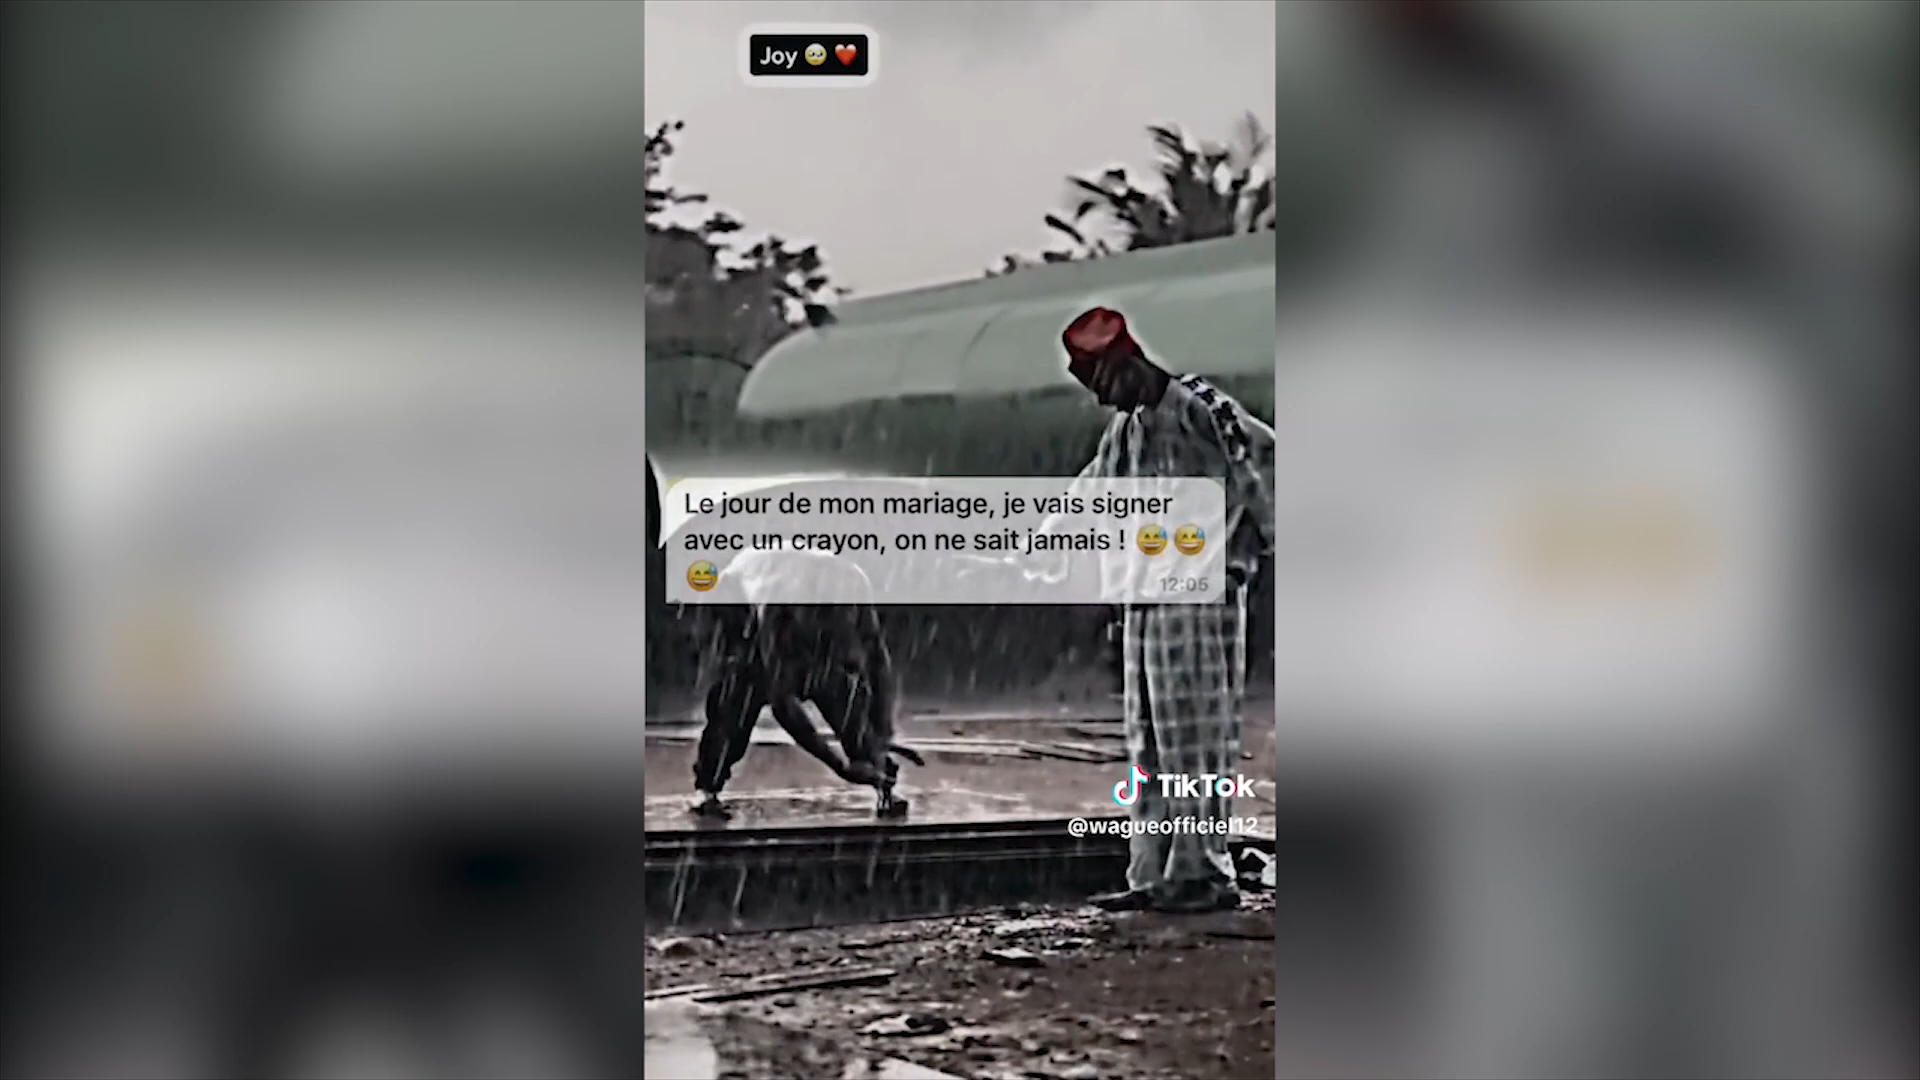 Joy 🥹 ❤️
Le jour de mon mariage, je vais signer
avec un crayon, on ne sait jamais ! 😅😅
😅
12:05
TikTok
@wagueofficiel12